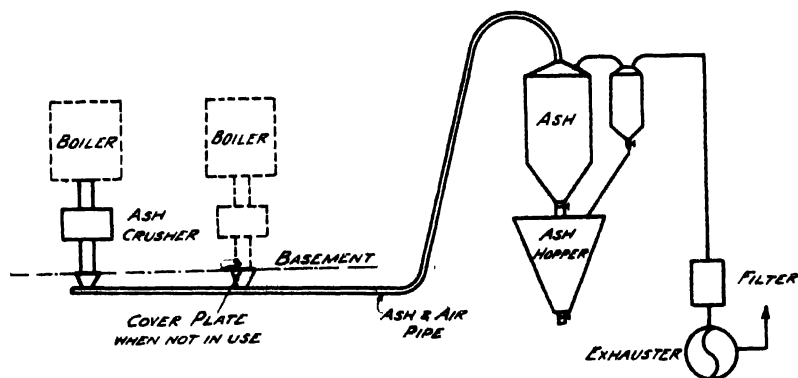 BOILER
BOILER
ASH
CRUSHER
BASEMENT
COVER PLATE
WHEN NOT IN USE
ASH & AIR
PIPE
ASH
ASH
HOPPER
FILTER
EXHAUSTER